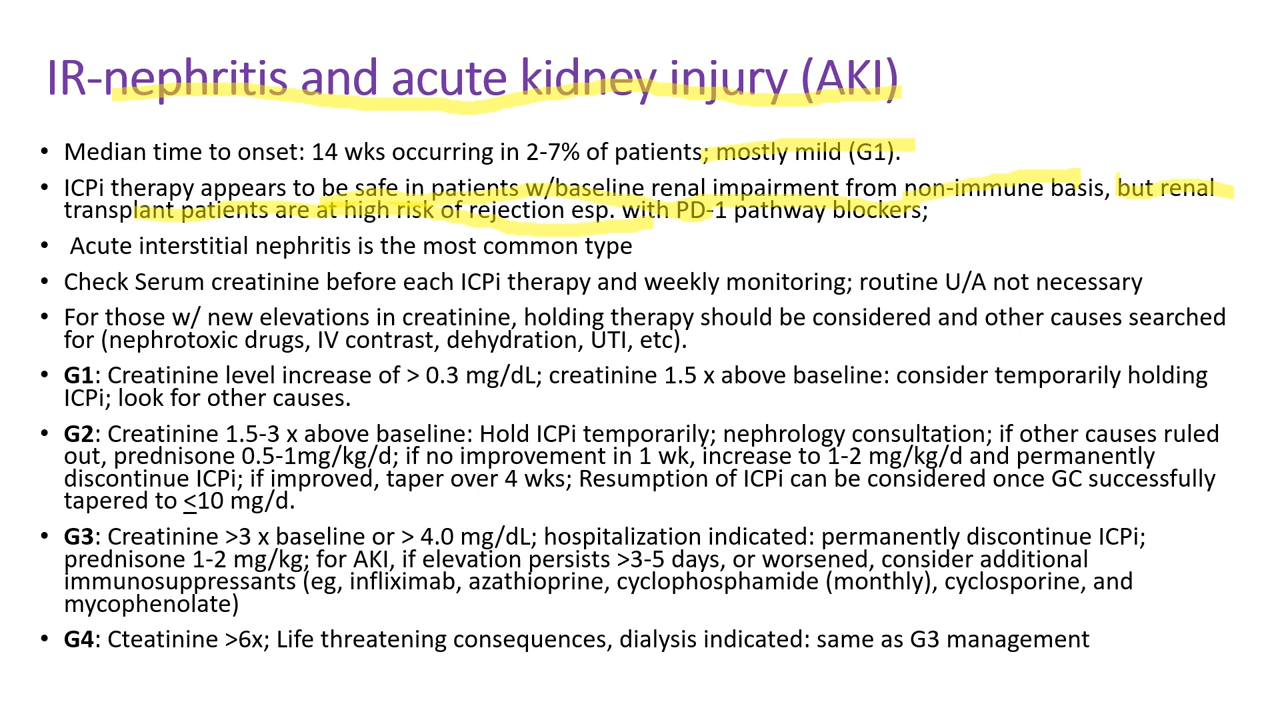 IR-nephritis and acute kidney injury (AKI)
• Median time to onset: 14 wks occurring in 2-7% of patients; mostly mild (G1).
• ICPi therapy appears to be safe in patients w/baseline renal impairment from non-immune basis, but renal
transplant patients are at high risk of rejection esp. with PD-1 pathway blockers;
• Acute interstitial nephritis is the most common type
• Check Serum creatinine before each ICPi therapy and weekly monitoring; routine U/A not necessary
• For those w/ new elevations in creatinine, holding therapy should be considered and other causes searched
for (nephrotoxic drugs, IV contrast, dehydration, UTI, etc).
• G1: Creatinine level increase of > 0.3 mg/dL; creatinine 1.5 x above baseline: consider temporarily holding
ICPi; look for other causes.
• G2: Creatinine 1.5-3 x above baseline: Hold ICPi temporarily; nephrology consultation; if other causes ruled
out, prednisone 0.5-1mg/kg/d; if no improvement in 1 wk, increase to 1-2 mg/kg/d and permanently
discontinue ICPi; if improved, taper over 4 wks; Resumption of ICPi can be considered once GC successfully
tapered to <10 mg/d.
• G3: Creatinine >3 x baseline or > 4.0 mg/dL; hospitalization indicated: permanently discontinue ICPi;
prednisone 1-2 mg/kg; for AKI, if elevation persists >3-5 days, or worsened, consider additional
immunosuppressants (eg, infliximab, azathioprine, cyclophosphamide (monthly), cyclosporine, and
mycophenolate)
• G4: Cteatinine >6x; Life threatening consequences, dialysis indicated: same as G3 management